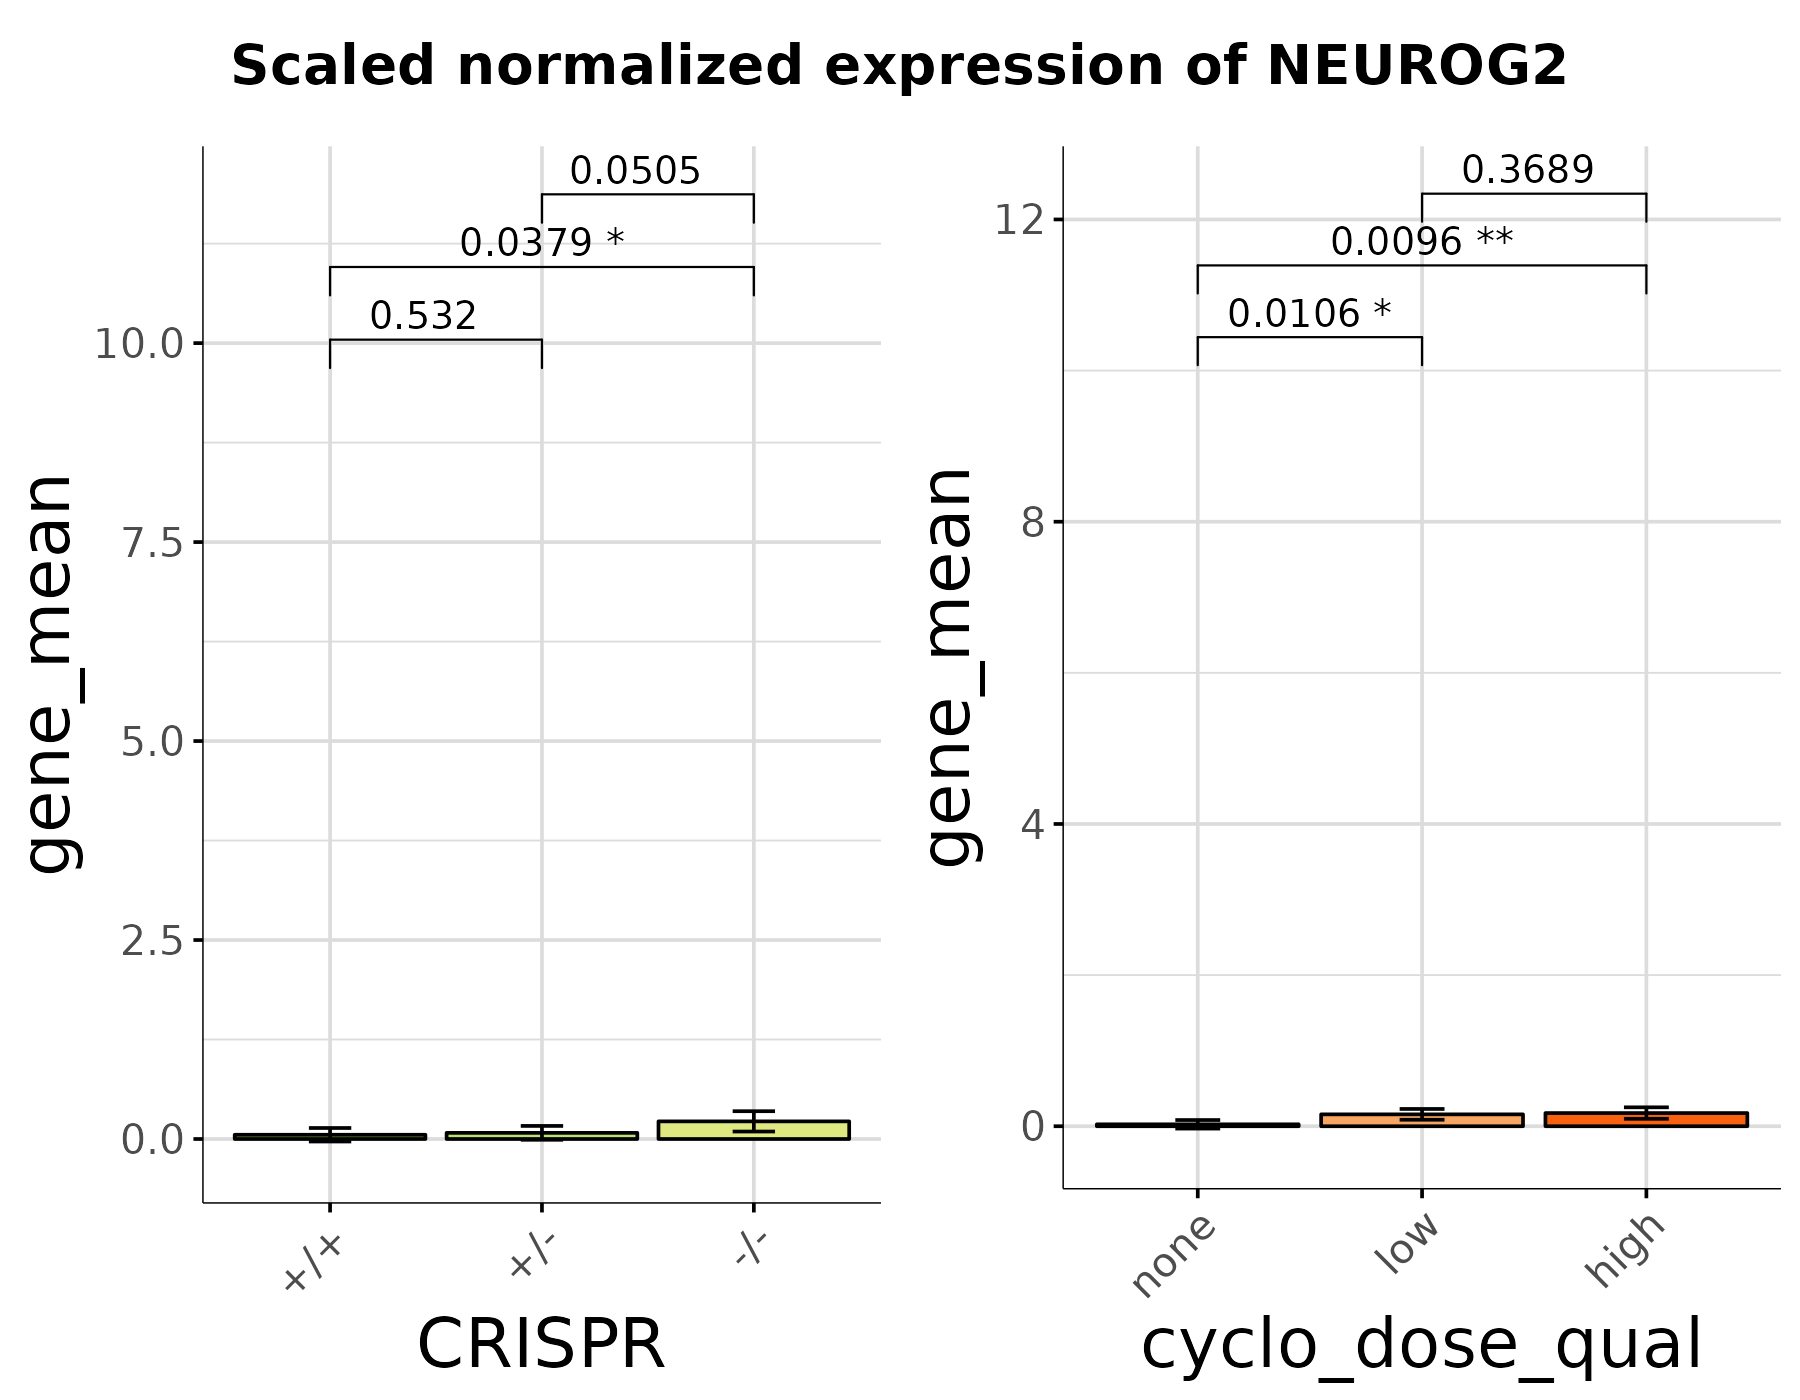 Scaled normalized expression of NEUROG2
gene_mean
10.0
7.5
5.0
2.5
0.0
0.0505
0.0379 *
0.532
+/+
+/-
-/-
CRISPR
gene_mean
12
8
4
0
0.3689
0.0096 **
0.0106 *
none
low
high
cyclo_dose_qual